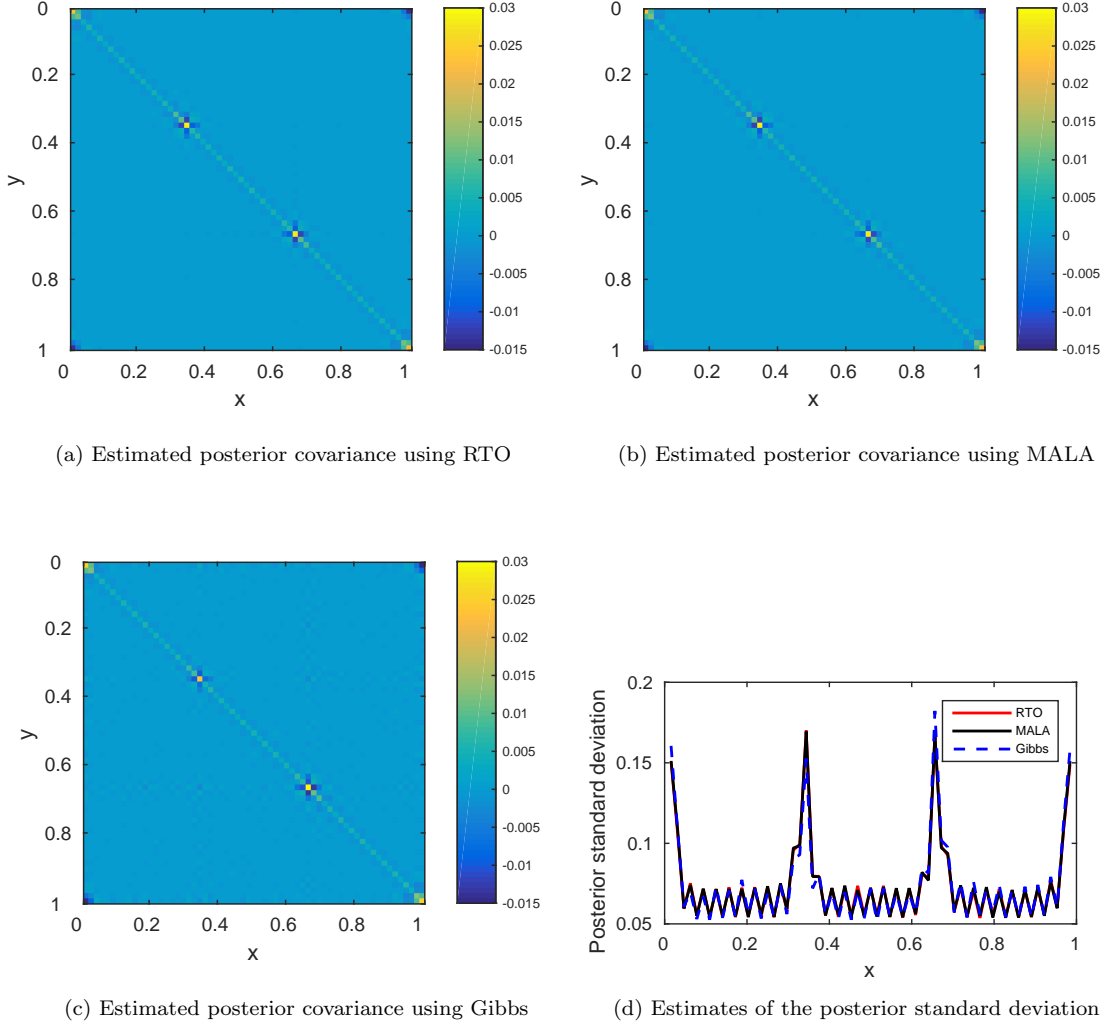 0
0.2
0.4
0.6
0.8
1
y
0 0.2 0.4 0.6 0.8 1
x
0.03
0.025
0.02
0.015
0.01
0.005
0
-0.005
-0.01
-0.015
(a) Estimated posterior covariance using RTO
0
0.2
0.4
0.6
0.8
1
y
0 0.2 0.4 0.6 0.8 1
x
0.03
0.025
0.02
0.015
0.01
0.005
0
-0.005
-0.01
-0.015
(b) Estimated posterior covariance using MALA
0
0.2
0.4
0.6
0.8
1
y
0 0.2 0.4 0.6 0.8 1
x
0.03
0.025
0.02
0.015
0.01
0.005
0
-0.005
-0.01
-0.015
(c) Estimated posterior covariance using Gibbs
Posterior standard deviation
0.2
0.15
0.1
0.05
0 0.2 0.4 0.6 0.8 1
x
RTO
MALA
Gibbs
(d) Estimates of the posterior standard deviation